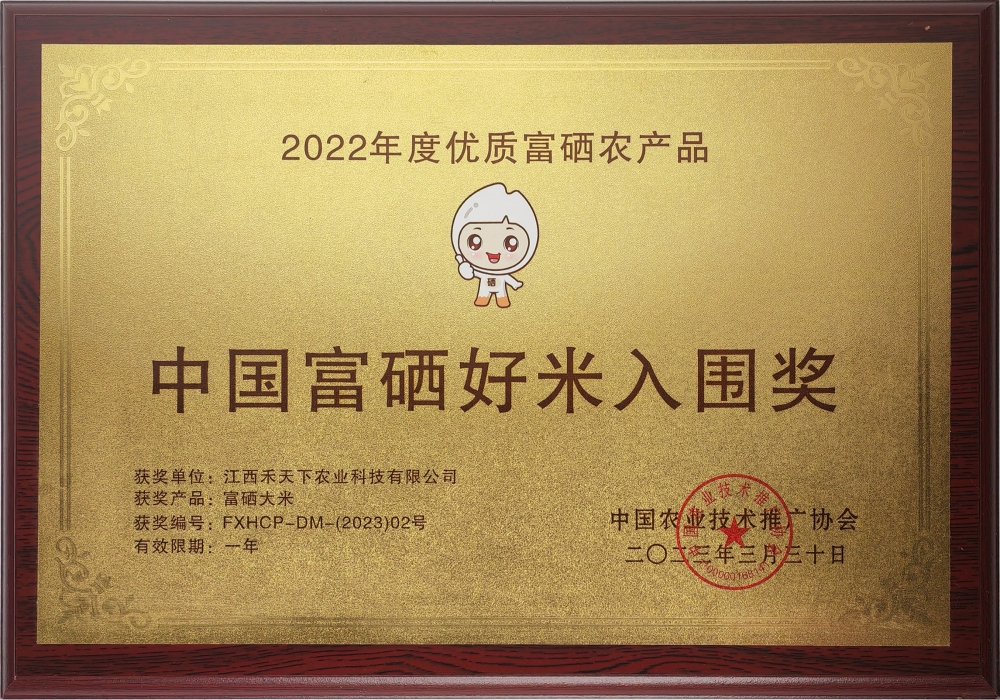 2022年度优质富硒农产品
硒
中国富硒好米入围奖
获奖单位：江西禾天下农业科技有限公司
获奖产品：富硒大米
获奖编号：FXHCP-DM-(2023)02号
有效限期：一年
中国农业技术推广协会
二〇二三年三月三十日